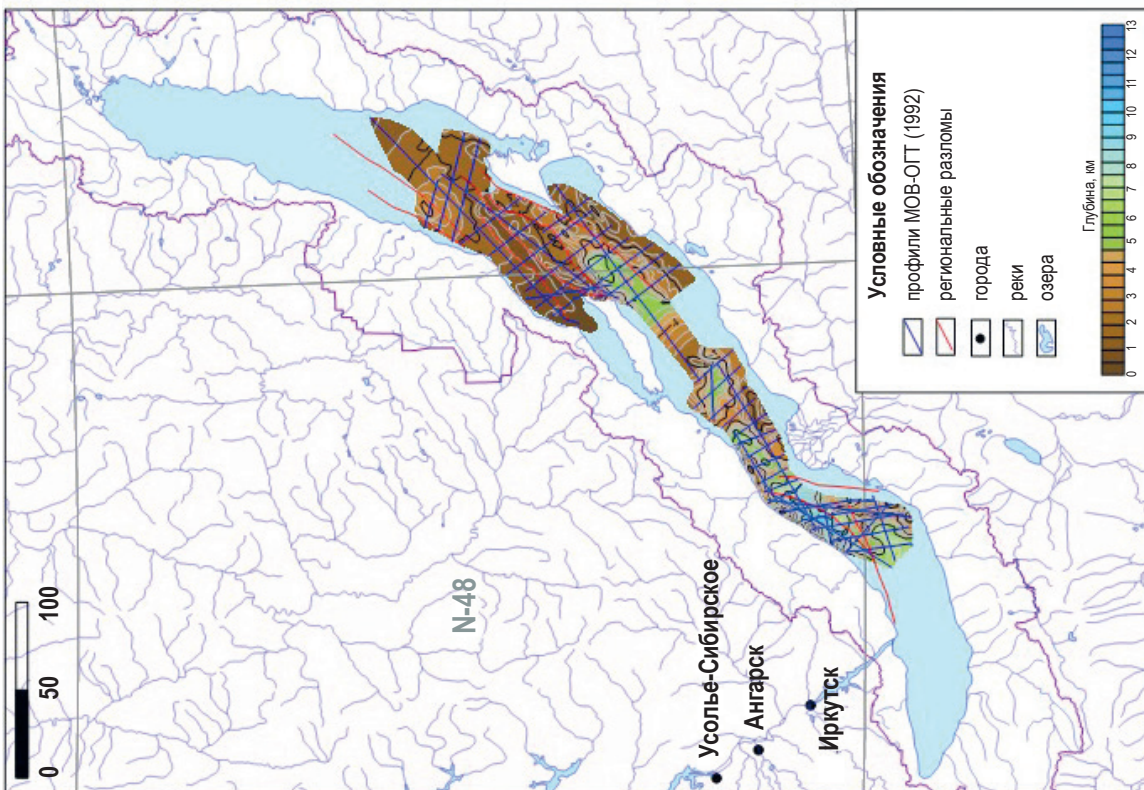 0 50 100
N-48
Усолье-Сибирское
Ангарск
Иркутск
Условные обозначения
профили МОВ-ОГТ (1992)
региональные разломы
города
реки
озера
Глубина, км
0 1 2 3 4 5 6 7 8 9 10 11 12 13